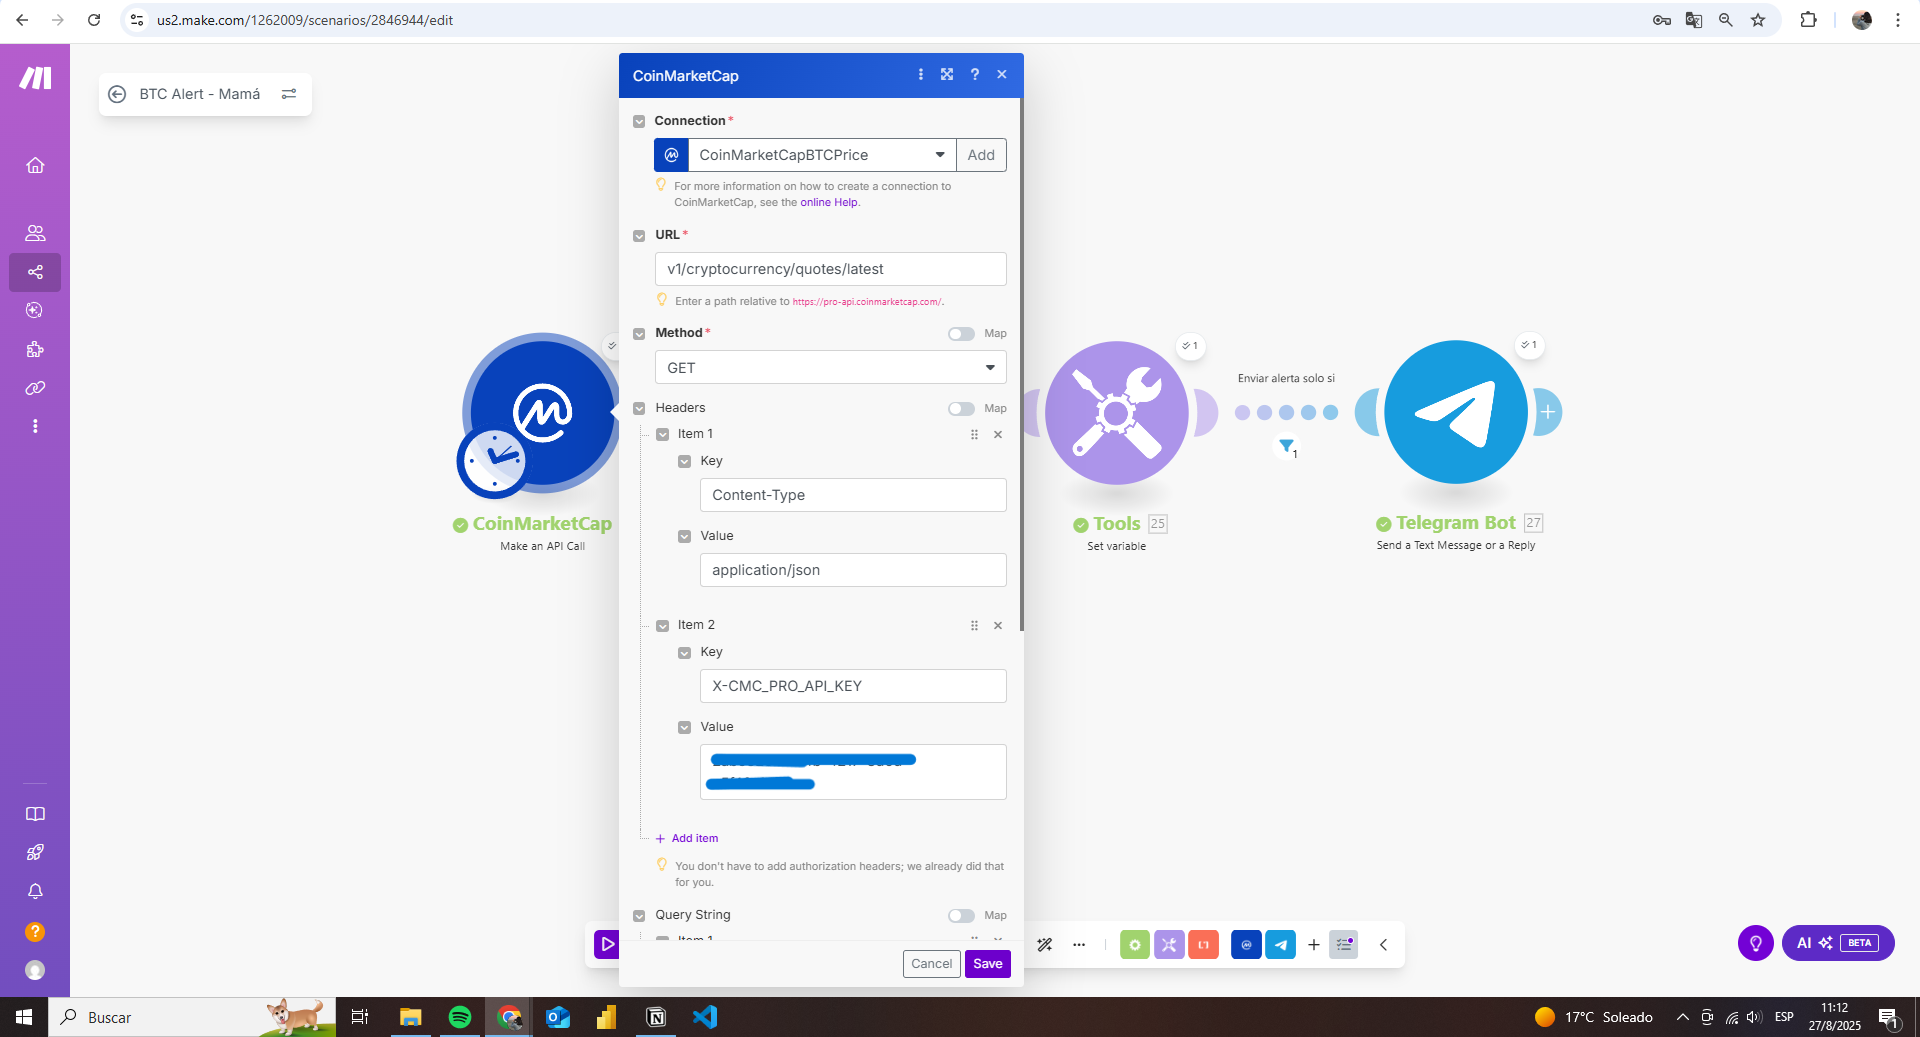 us2.make.com/1262009/scenarios/2846944/edit
BTC Alert - Mamá
CoinMarketCap
Connection *
CoinMarketCapBTCPrice
Add
For more information on how to create a connection to
CoinMarketCap, see the online Help.
URL *
v1/cryptocurrency/quotes/latest
Enter a path relative to https://pro-api.coinmarketcap.com/.
Method *
Map
GET
Headers
Map
Item 1
Key
Content-Type
Value
application/json
Item 2
Key
X-CMC_PRO_API_KEY
Value
+ Add item
You don't have to add authorization headers; we already did that
for you.
Query String
Map
Item 1
Cancel
Save
CoinMarketCap
Make an API Call
1
Tools 25
Set variable
Enviar alerta solo si
1
1
Telegram Bot 27
Send a Text Message or a Reply
AI BETA
Buscar
17°C Soleado
ESP
11:12
27/8/2025
1